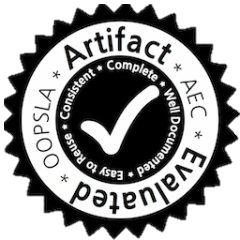 Artifact * AEC * Evaluated * OOPSLA *
Consistent * Complete * Well Documented * Easy to Reuse *